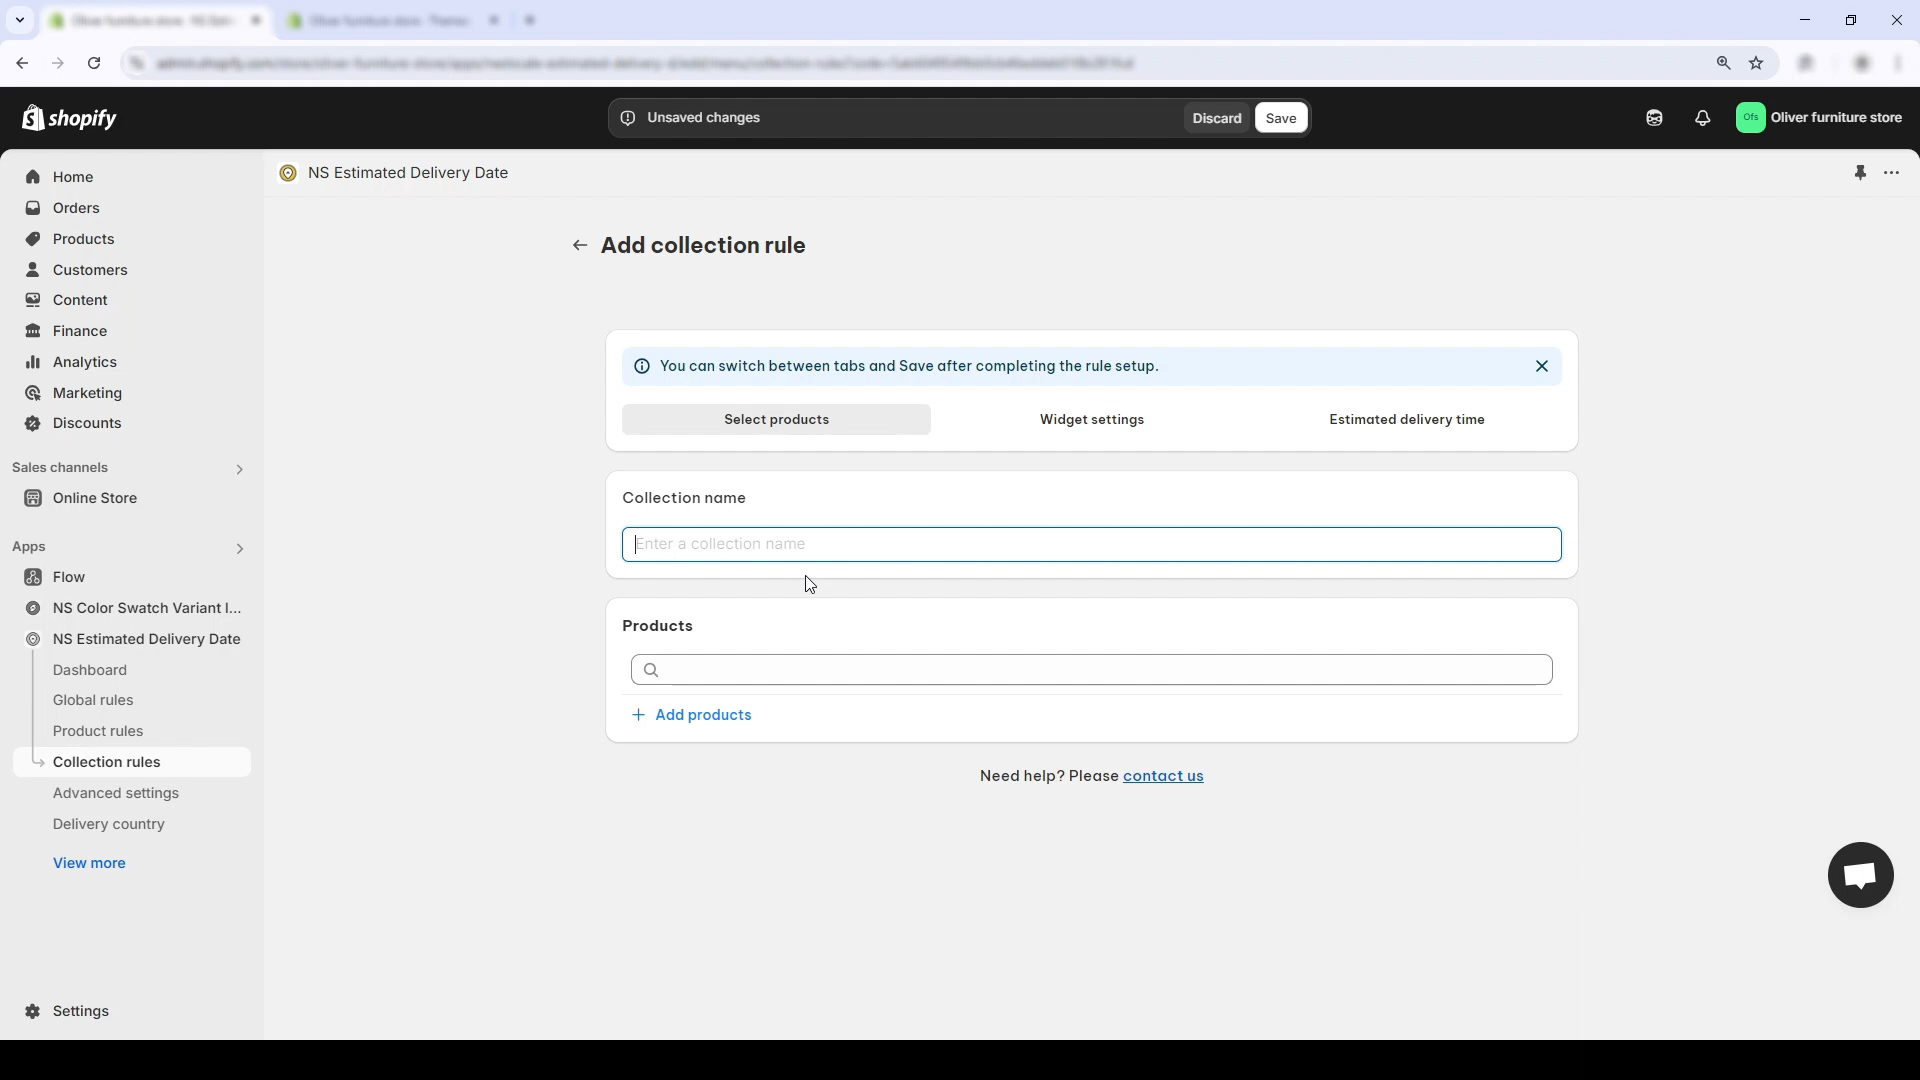 shopify
Unsaved changes
Discard
Save
Ofs
Oliver furniture store
Home
Orders
Products
Customers
Content
Finance
Analytics
Marketing
Discounts
Sales channels
Online Store
Apps
Flow
NS Color Swatch Variant I...
NS Estimated Delivery Date
Dashboard
Global rules
Product rules
Collection rules
Advanced settings
Delivery country
View more
Settings
NS Estimated Delivery Date
Add collection rule
You can switch between tabs and Save after completing the rule setup.
Select products
Widget settings
Estimated delivery time
Collection name
Enter a collection name
Products
Add products
Need help? Please contact us